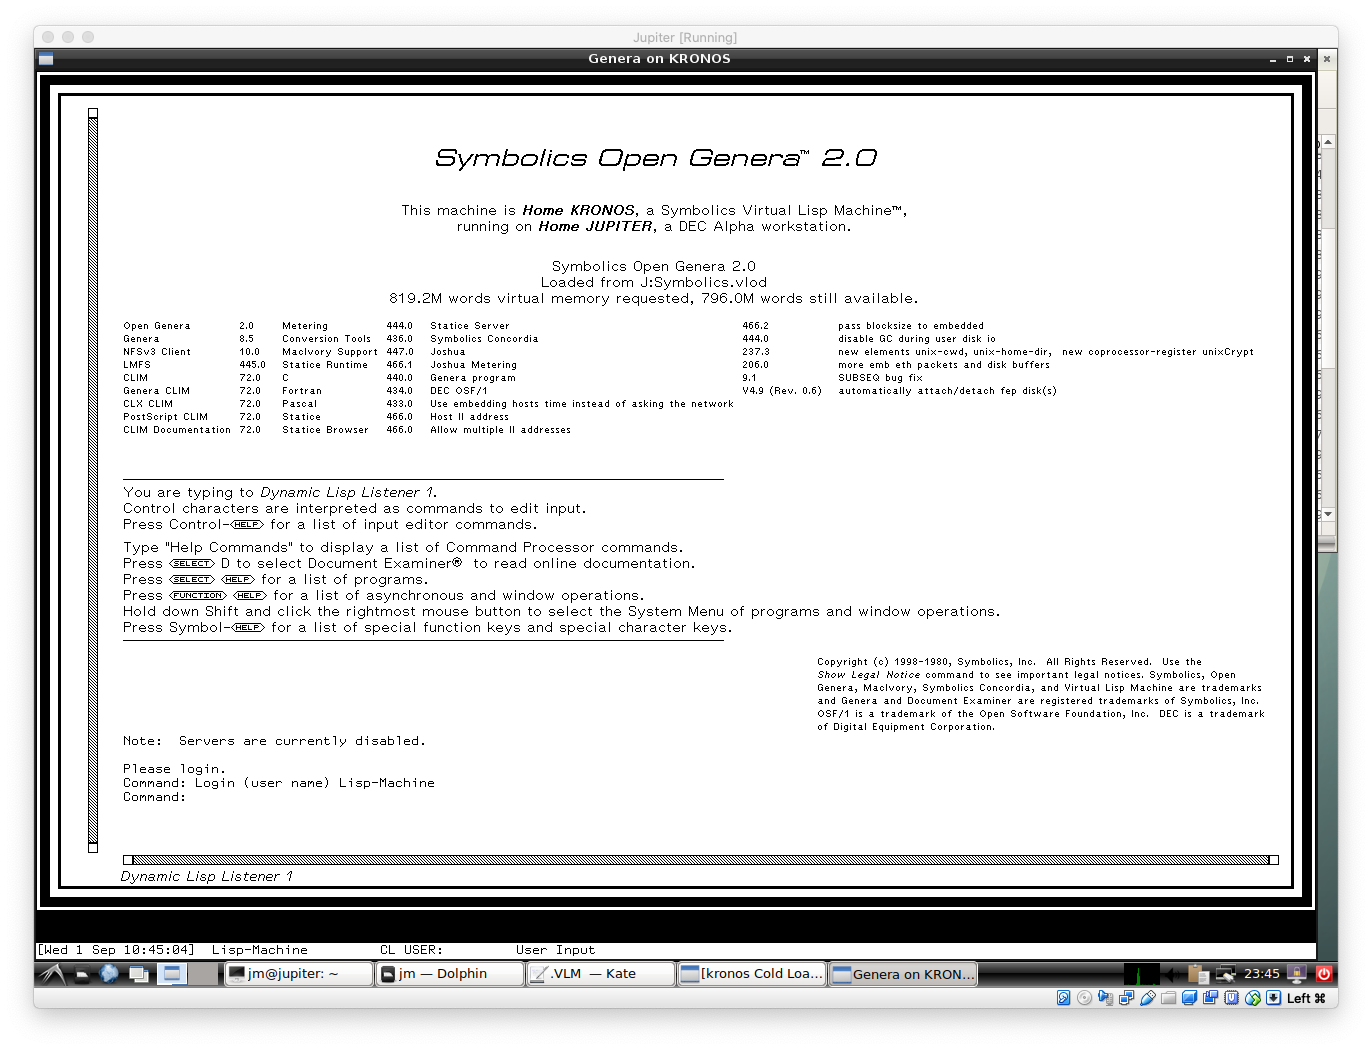 Jupiter [Running]
Genera on KRONOS
Symbolics Open Genera™ 2.0
This machine is Home KRONOS, a Symbolics Virtual Lisp Machine™,
running on Home JUPITER, a DEC Alpha workstation.
Symbolics Open Genera 2.0
Loaded from J:Symbolics.vlod
819.2M words virtual memory requested, 796.0M words still available.
Open Genera 2.0 Metering 444.0 Statice Server 466.2 pass blocksize to embedded
Genera 8.5 Conversion Tools 436.0 Symbolics Concordia 444.0 disable GC during user disk io
NFSv3 Client 10.0 MacIvory Support 447.0 Joshua 237.3 new elements unix-cwd, unix-home-dir, new coprocessor-register unixCrypt
LMFS 445.0 Statice Runtime 466.1 Joshua Metering 206.0 more emb eth packets and disk buffers
CLIM 72.0 C 440.0 Genera program 9.1 SUBSEQ bug fix
Genera CLIM 72.0 Fortran 434.0 DEC OSF/1 V4.9 (Rev. 0.6) automatically attach/detach fep disk(s)
CLX CLIM 72.0 Pascal 433.0 Use embedding hosts time instead of asking the network
PostScript CLIM 72.0 Statice 466.0 Host II address
CLIM Documentation 72.0 Statice Browser 466.0 Allow multiple II addresses
You are typing to Dynamic Lisp Listener 1.
Control characters are interpreted as commands to edit input.
Press Control-HELP for a list of input editor commands.
Type "Help Commands" to display a list of Command Processor commands.
Press SELECT D to select Document Examiner® to read online documentation.
Press SELECT HELP for a list of programs.
Press FUNCTION HELP for a list of asynchronous and window operations.
Hold down Shift and click the rightmost mouse button to select the System Menu of programs and window operations.
Press Symbol-HELP for a list of special function keys and special character keys.
Copyright (c) 1998-1980, Symbolics, Inc. All Rights Reserved. Use the
Show Legal Notice command to see important legal notices. Symbolics, Open
Genera, MacIvory, Symbolics Concordia, and Virtual Lisp Machine are trademarks
and Genera and Document Examiner are registered trademarks of Symbolics, Inc.
OSF/1 is a trademark of the Open Software Foundation, Inc. DEC is a trademark
of Digital Equipment Corporation.
Note: Servers are currently disabled.
Please login.
Command: Login (user name) Lisp-Machine
Command:
Dynamic Lisp Listener 1
[Wed 1 Sep 10:45:04] Lisp-Machine CL USER: User Input
jm@jupiter: ~ jm — Dolphin .VLM — Kate [kronos Cold Loa... Genera on KRON... 23:45
Left ⌘